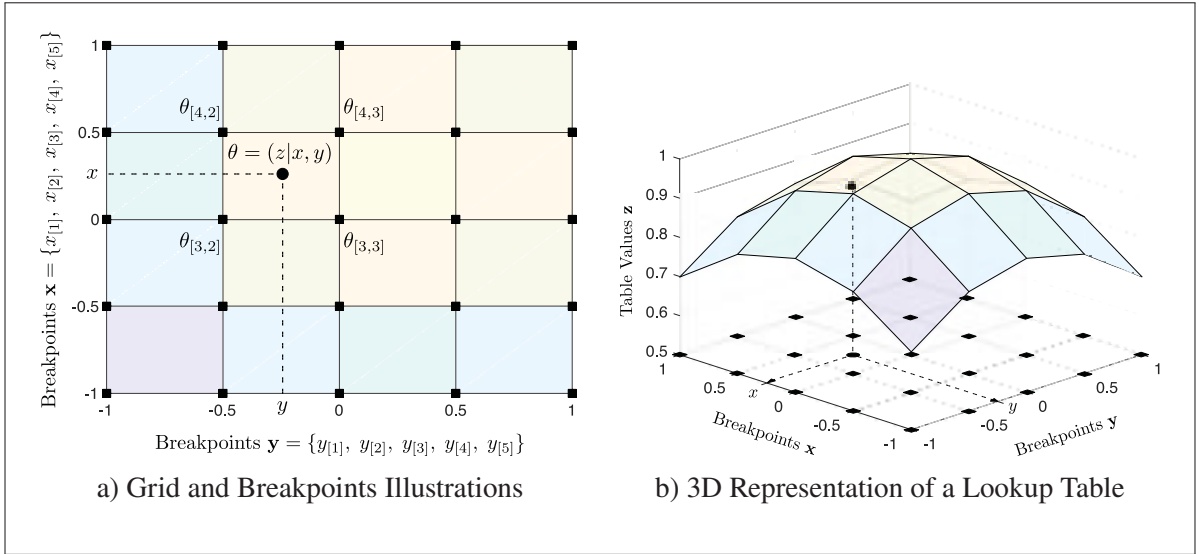 Breakpoints x = {x[1], x[2], x[3], x[4], x[5]}
1
0.5
x
0
-0.5
-1
θ[4,2]
θ[4,3]
θ = (z|x, y)
θ[3,2]
θ[3,3]
-1
-0.5
y
0
0.5
1
Breakpoints y = {y[1], y[2], y[3], y[4], y[5]}
a) Grid and Breakpoints Illustrations
Table Values z
1
0.9
0.8
0.7
0.6
0.5
1
0.5
x
0
-0.5
-1
Breakpoints x
-1
-0.5
y
0
0.5
1
Breakpoints y
b) 3D Representation of a Lookup Table